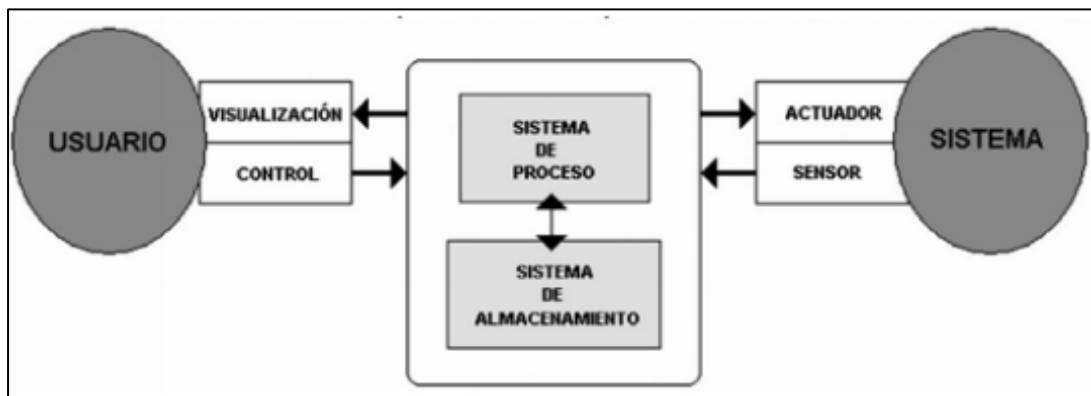 USUARIO
VISUALIZACIÓN
CONTROL
SISTEMA
DE
PROCESO
SISTEMA
DE
ALMACENAMIENTO
ACTUADOR
SENSOR
SISTEMA